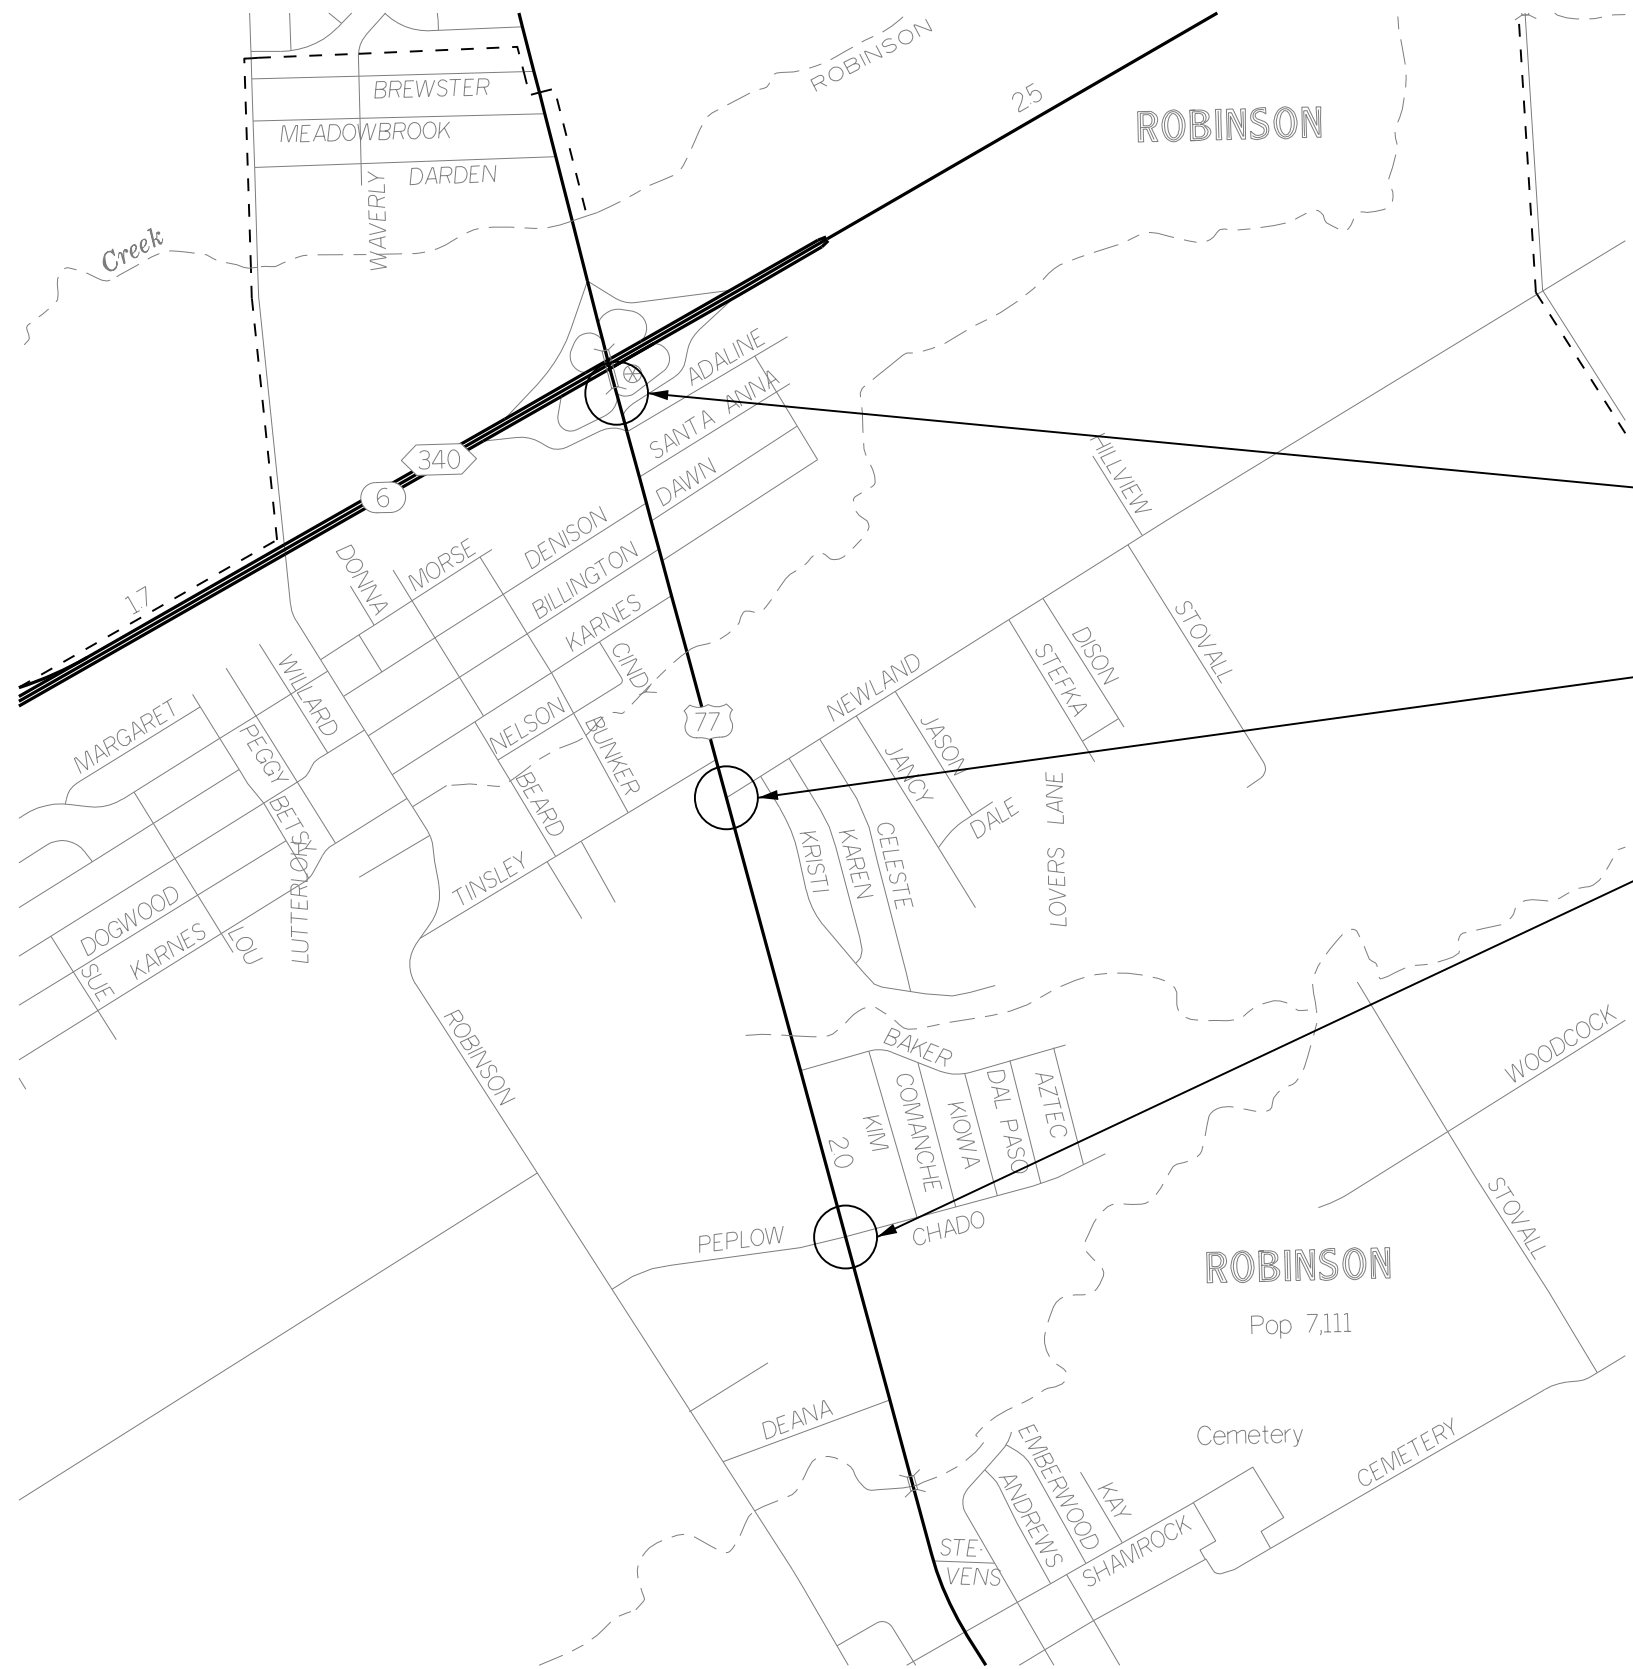 ROBINSON
25
BREWSTER
ROBINSON
MEADOWBROOK
DARDEN
WAVERLY
Creek
ADALINE
SANTA ANNA
340
DAWN
6
HILLVIEW
DENISON
MORSE
DONNA
BILLINGTON
17
KARNES
STOVALL
DISON
CINDY
STEFKA
WILLARD
NEWLAND
MARGARET
NELSON
77
BUNKER
PEGGY
JASON
JANCY
BEARD
BETSY
LOVERS LANE
DALE
KRISTI
KAREN
CELESTE
LUTTERLOH
TINSLEY
DOGWOOD
KARNES
LOU
SUE
ROBINSON
BAKER
WOODCOCK
KIM
COMANCHE
KIOWA
DAL PASO
AZTEC
20
STOVALL
PEPLOW
CHADO
ROBINSON
Pop 7,111
DEANA
Cemetery
CEMETERY
EMBERWOOD
ANDREWS
KAY
SHAMROCK
STE-
VENS